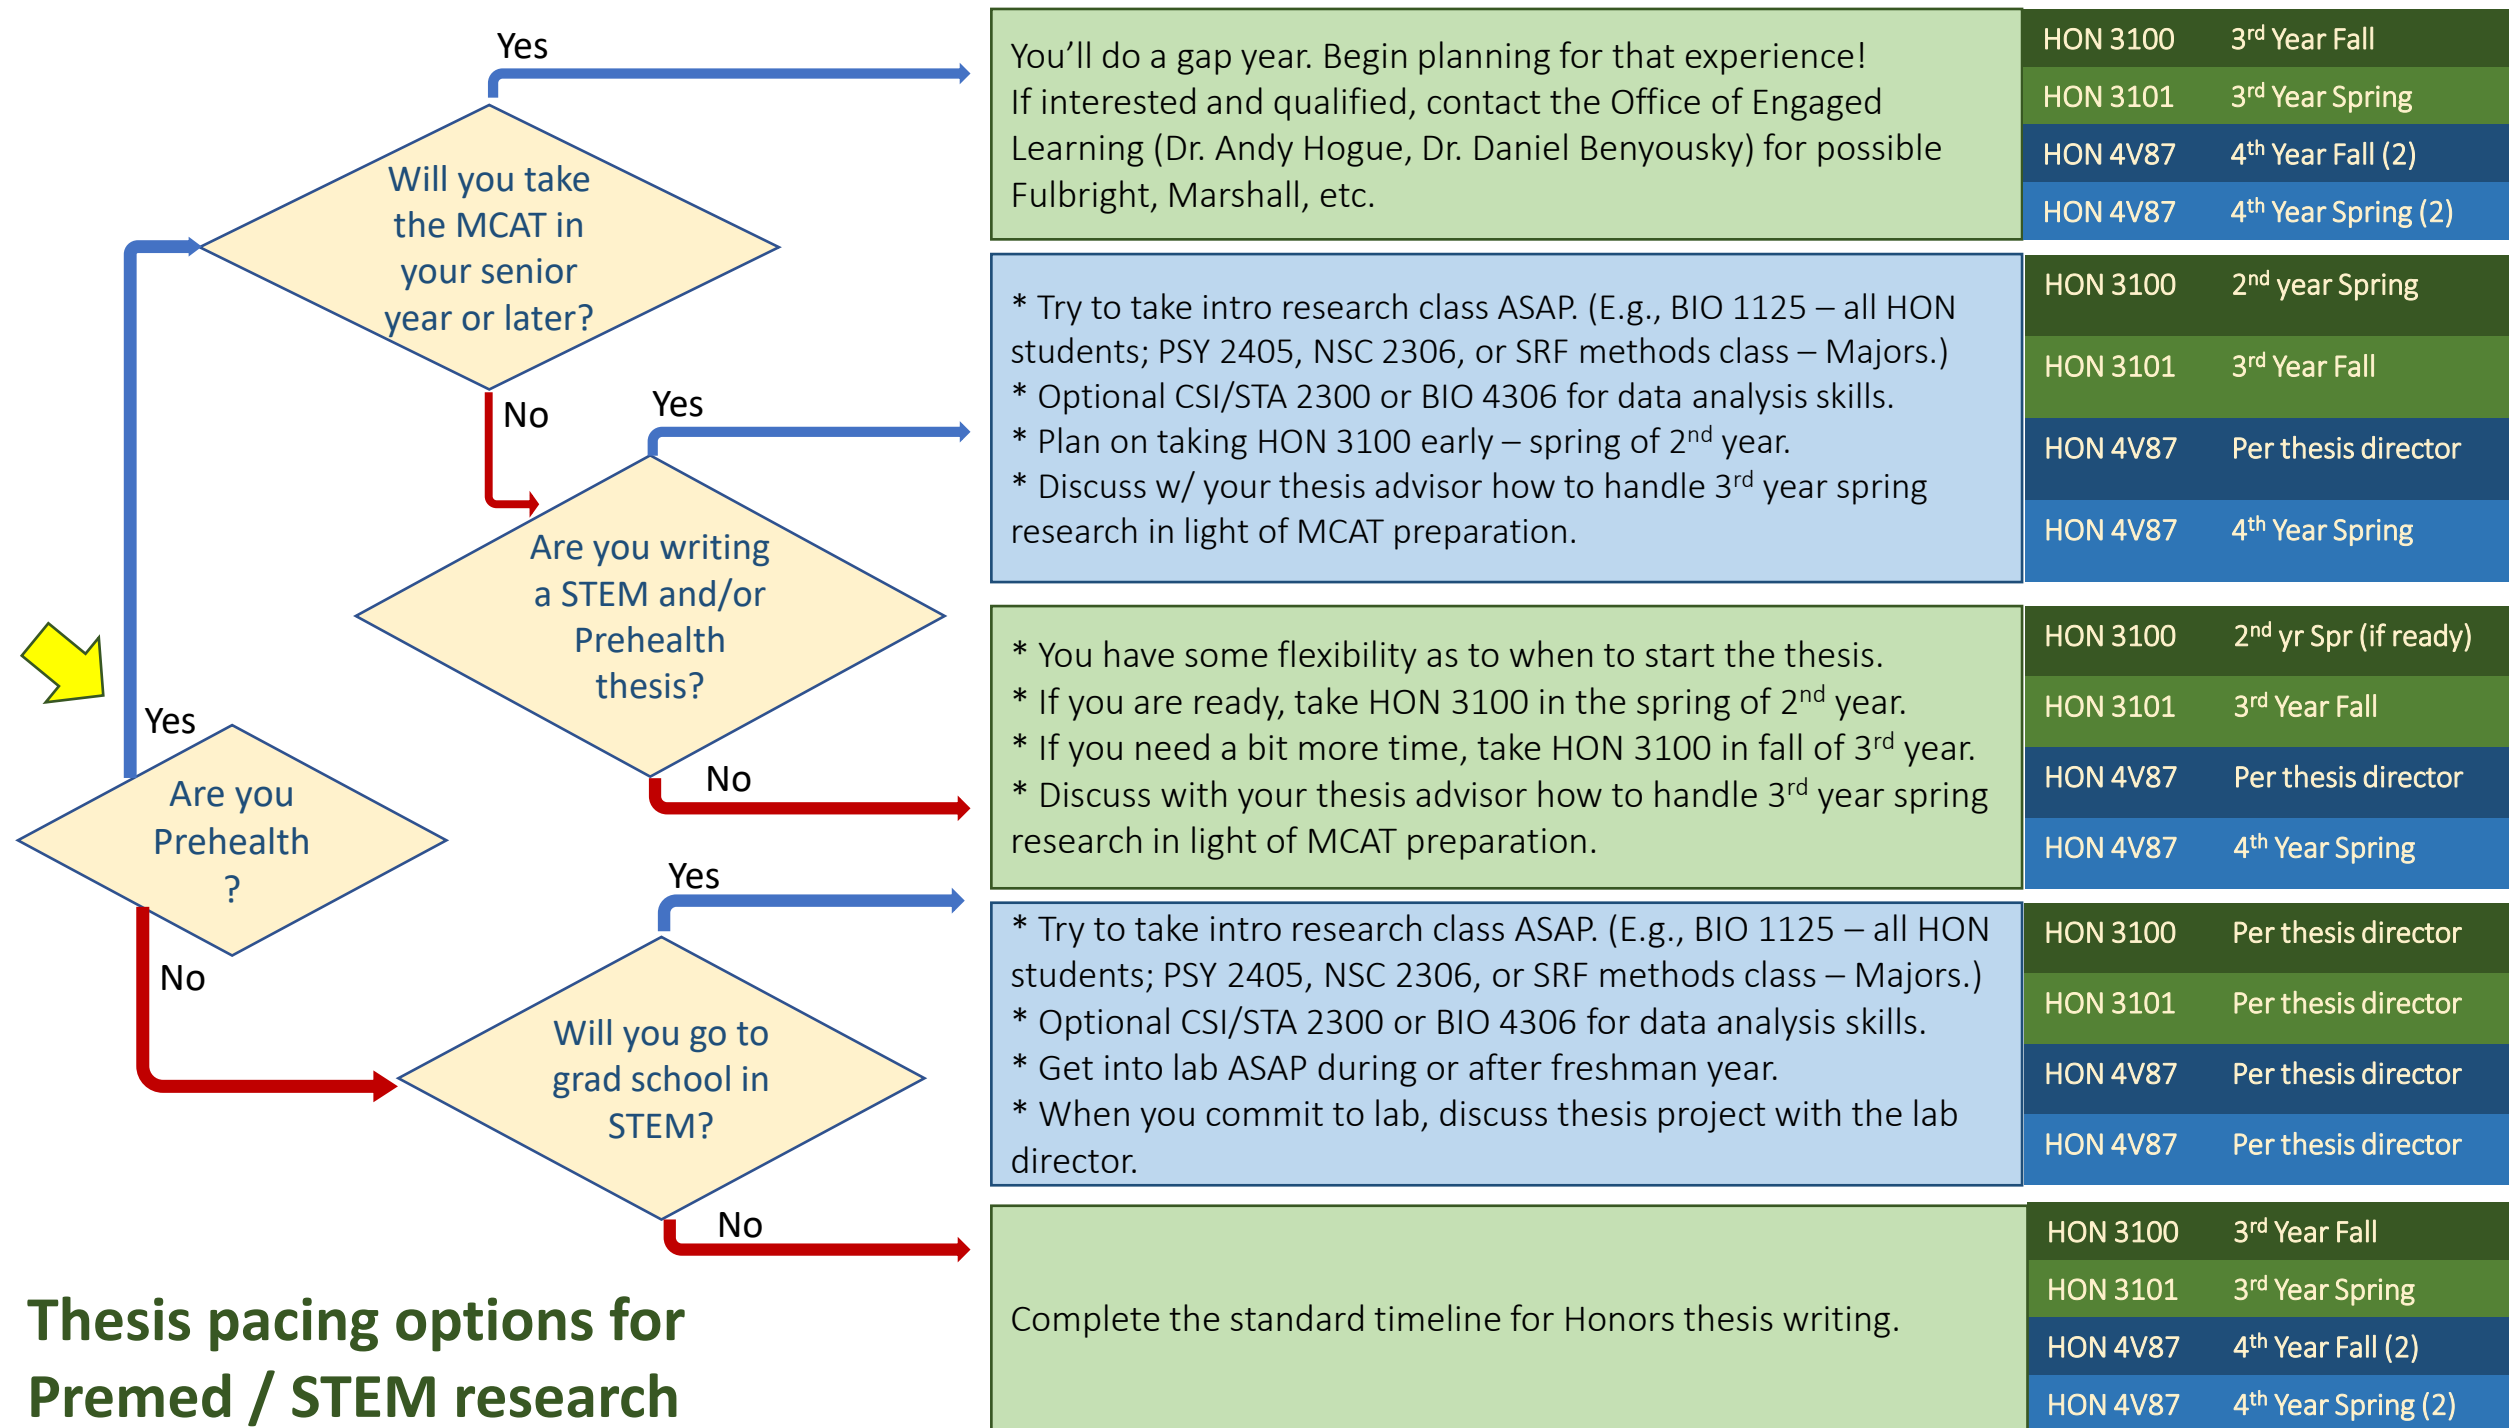 Yes
Will you take
the MCAT in
your senior
year or later?
No
Yes
Are you writing
a STEM and/or
Prehealth
thesis?
No
Yes
Are you
Prehealth
?
No
Yes
Will you go to
grad school in
STEM?
No
Thesis pacing options for
Premed / STEM research
You’ll do a gap year. Begin planning for that experience!
If interested and qualified, contact the Office of Engaged
Learning (Dr. Andy Hogue, Dr. Daniel Benyousky) for possible
Fulbright, Marshall, etc.
HON 3100 3rd Year Fall
HON 3101 3rd Year Spring
HON 4V87 4th Year Fall (2)
HON 4V87 4th Year Spring (2)
* Try to take intro research class ASAP. (E.g., BIO 1125 – all HON
students; PSY 2405, NSC 2306, or SRF methods class – Majors.)
* Optional CSI/STA 2300 or BIO 4306 for data analysis skills.
* Plan on taking HON 3100 early – spring of 2nd year.
* Discuss w/ your thesis advisor how to handle 3rd year spring
research in light of MCAT preparation.
HON 3100 2nd year Spring
HON 3101 3rd Year Fall
HON 4V87 Per thesis director
HON 4V87 4th Year Spring
* You have some flexibility as to when to start the thesis.
* If you are ready, take HON 3100 in the spring of 2nd year.
* If you need a bit more time, take HON 3100 in fall of 3rd year.
* Discuss with your thesis advisor how to handle 3rd year spring
research in light of MCAT preparation.
HON 3100 2nd yr Spr (if ready)
HON 3101 3rd Year Fall
HON 4V87 Per thesis director
HON 4V87 4th Year Spring
* Try to take intro research class ASAP. (E.g., BIO 1125 – all HON
students; PSY 2405, NSC 2306, or SRF methods class – Majors.)
* Optional CSI/STA 2300 or BIO 4306 for data analysis skills.
* Get into lab ASAP during or after freshman year.
* When you commit to lab, discuss thesis project with the lab
director.
HON 3100 Per thesis director
HON 3101 Per thesis director
HON 4V87 Per thesis director
HON 4V87 Per thesis director
Complete the standard timeline for Honors thesis writing.
HON 3100 3rd Year Fall
HON 3101 3rd Year Spring
HON 4V87 4th Year Fall (2)
HON 4V87 4th Year Spring (2)